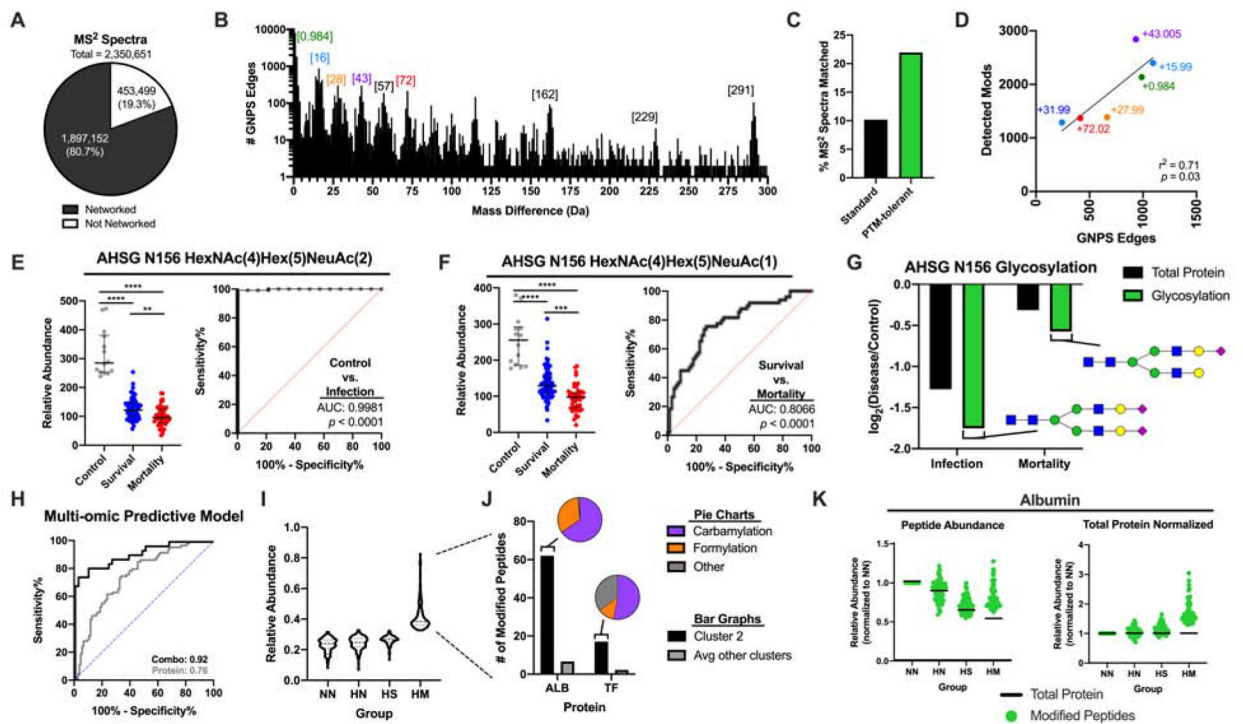 A
MS² Spectra
Total = 2,350,651
453,499
(19.3%)
1,897,152
(80.7%)
Networked
Not Networked
B
# GNPS Edges
10000
1000
100
10
1
[0.984]
[16]
[28]
[43]
[57]
[72]
[162]
[229]
[291]
0 25 50 75 100 125 150 175 200 225 250 275 300
Mass Difference (Da)
C
% MS² Spectra Matched
25
20
15
10
5
0
Standard
PTM-tolerant
D
Detected Mods
3000
2000
1000
0
+43.005
+15.99
+0.984
+31.99
+27.99
+72.02
r² = 0.71
p = 0.03
0 500 1000 1500
GNPS Edges
E
AHSG N156 HexNAc(4)Hex(5)NeuAc(2)
Relative Abundance
500
400
300
200
100
0
****
****
**
Control
Survival
Mortality
Sensitivity%
100
80
60
40
20
0
Control
vs.
Infection
AUC: 0.9981
p < 0.0001
0 20 40 60 80 100
100% - Specificity%
F
AHSG N156 HexNAc(4)Hex(5)NeuAc(1)
Relative Abundance
400
300
200
100
0
****
****
***
Control
Survival
Mortality
Sensitivity%
100
80
60
40
20
0
Survival
vs.
Mortality
AUC: 0.8066
p < 0.0001
0 20 40 60 80 100
100% - Specificity%
G
AHSG N156 Glycosylation
Total Protein
Glycosylation
log₂(Disease/Control)
0.0
-0.5
-1.0
-1.5
-2.0
Infection Mortality
H
Multi-omic Predictive Model
Sensitivity%
100
80
60
40
20
0
Combo: 0.92
Protein: 0.76
0 20 40 60 80 100
100% - Specificity%
I
Relative Abundance
1.0
0.8
0.6
0.4
0.2
0.0
NN HN HS HM
Group
J
# of Modified Peptides
80
60
40
20
0
ALB TF
Protein
Pie Charts
Carbamylation
Formylation
Other
Bar Graphs
Cluster 2
Avg other clusters
K
Albumin
Peptide Abundance
Relative Abundance
(normalized to NN)
1.5
1.0
0.5
0.0
NN HN HS HM
Group
Total Protein Normalized
Relative Abundance
(normalized to NN)
4
3
2
1
0
NN HN HS HM
Group
Total Protein
Modified Peptides